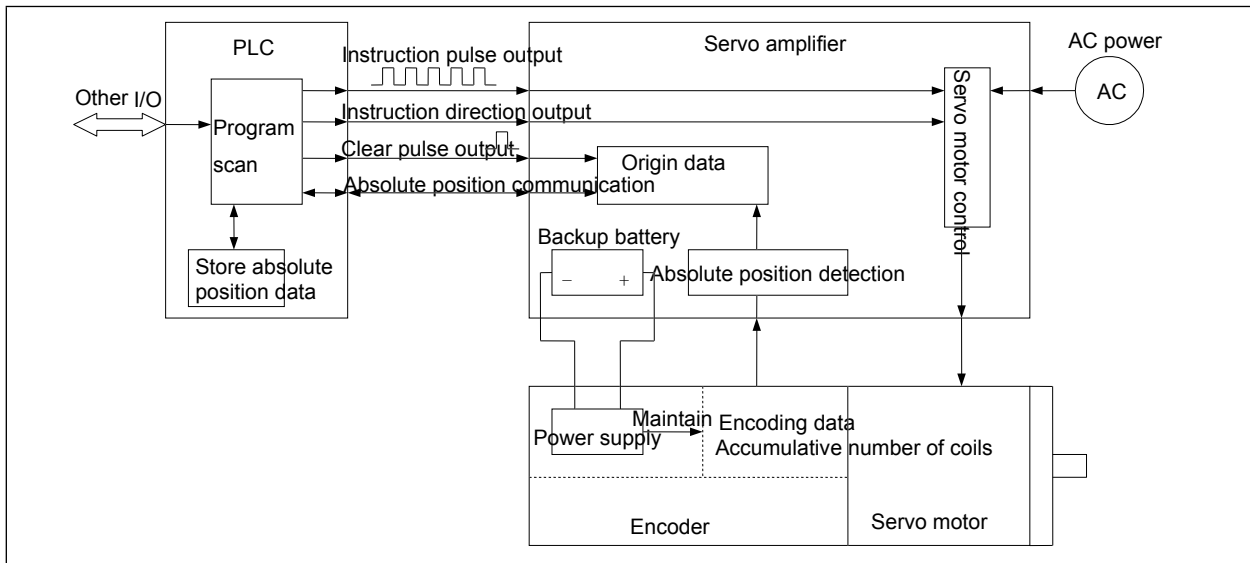 PLC
Servo amplifier
AC power
Instruction pulse output
Other I/O
AC
Program
scan
Instruction direction output
Clear pulse output
Origin data
Absolute position communication
Servo motor control
Backup battery
− +
Store absolute
position data
Absolute position detection
Maintain
Power supply
Encoding data
Accumulative number of coils
Encoder
Servo motor